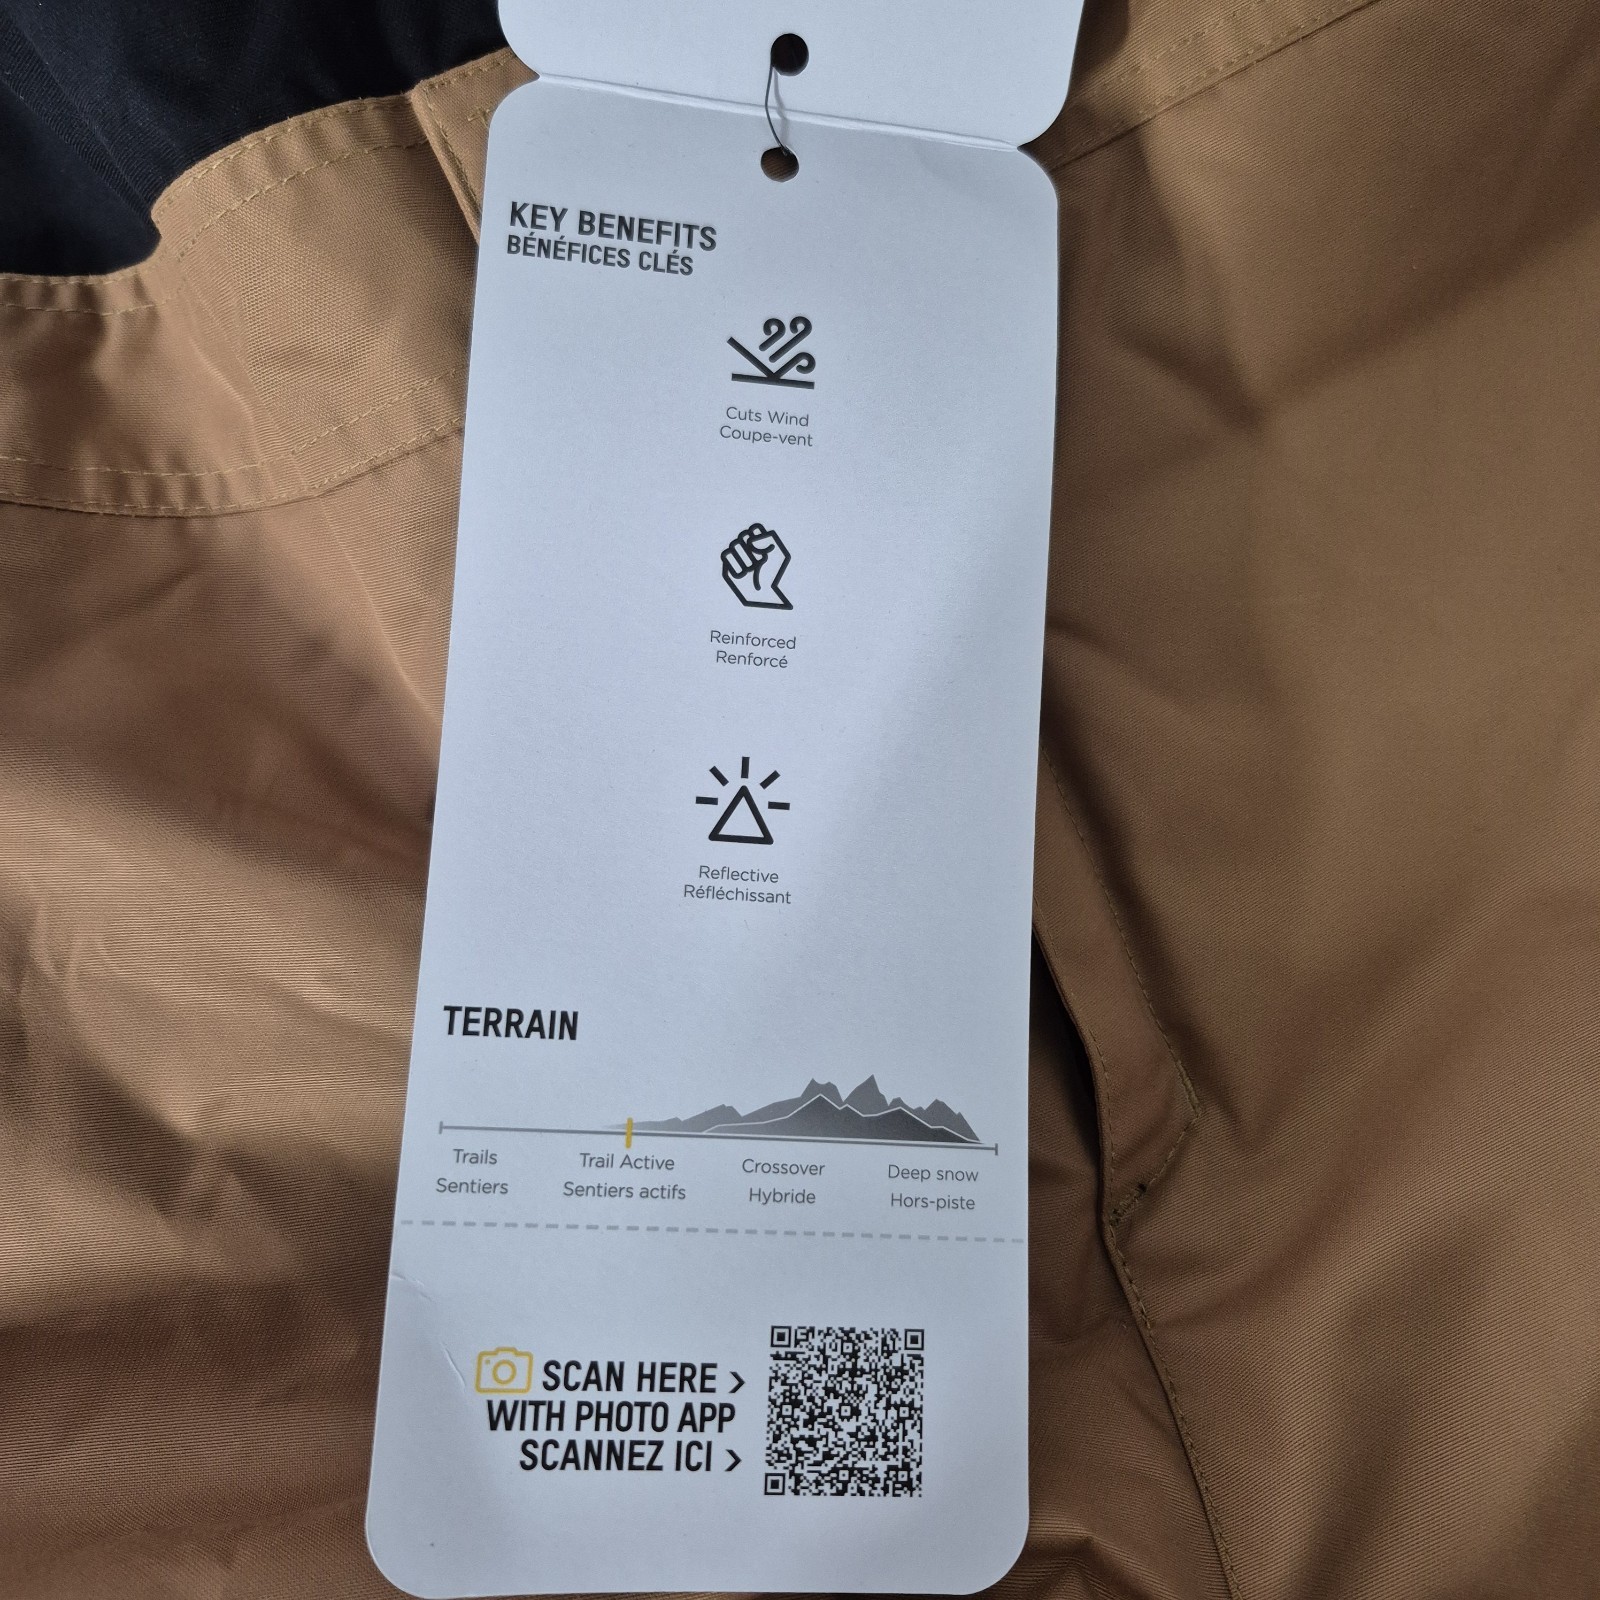 KEY BENEFITS
BÉNÉFICES CLÉS
Cuts Wind
Coupe-vent
Reinforced
Renforcé
Reflective
Réfléchissant
TERRAIN
Trails
Sentiers
Trail Active
Sentiers actifs
Crossover
Hybride
Deep snow
Hors-piste
SCAN HERE >
WITH PHOTO APP
SCANNEZ ICI >